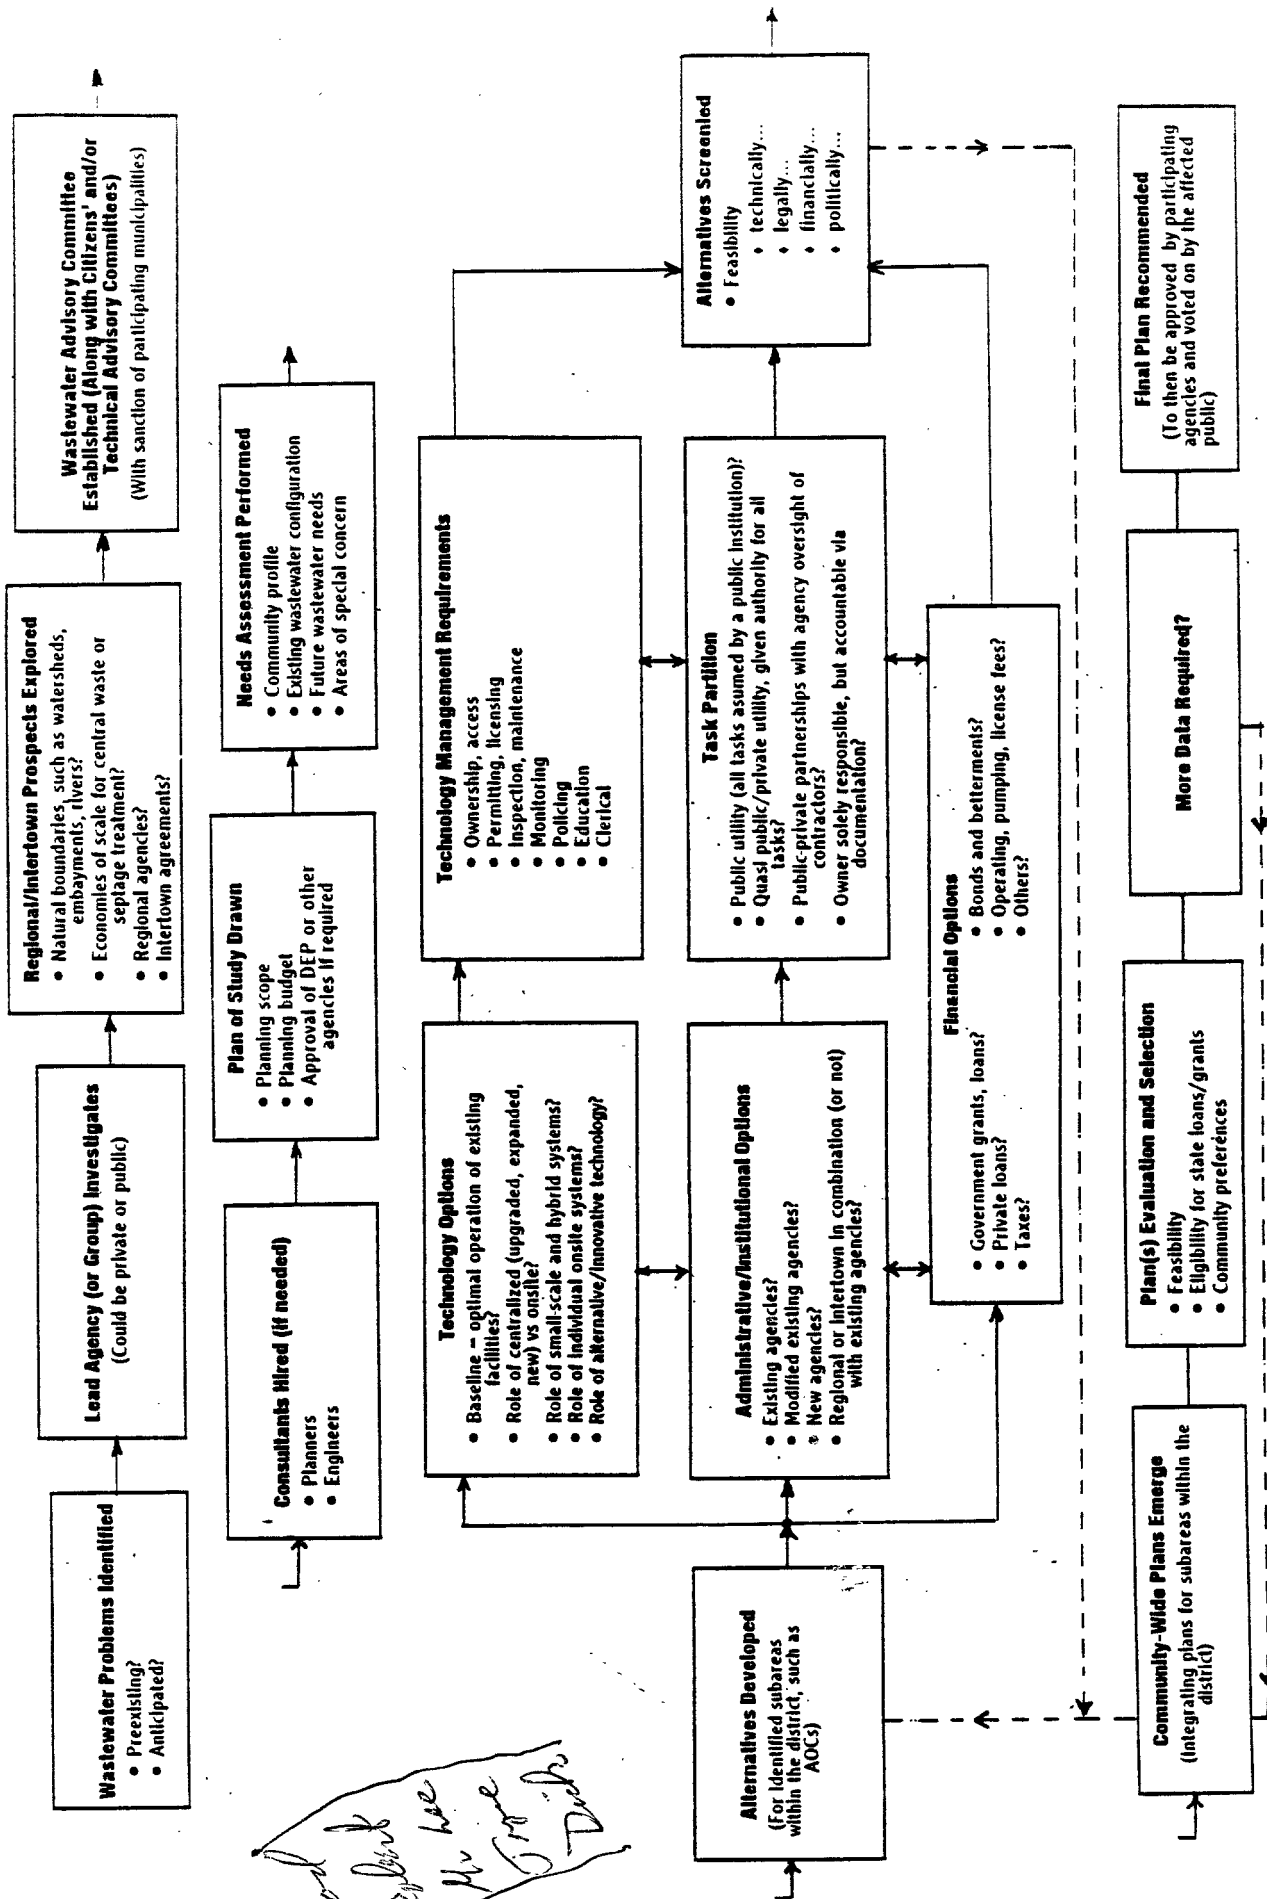 Wastewater Problems Identified
• Preexisting?
• Anticipated?
Lead Agency (or Group) Investigates
(Could be private or public)
Regional/Intertown Prospects Explored
• Natural boundaries, such as watersheds,
embayments, rivers?
• Economies of scale for central waste or
septage treatment?
• Regional agencies?
• Intertown agreements?
Wastewater Advisory Committee
Established (Along with Citizens' and/or
Technical Advisory Committees)
(With sanction of participating municipalities)
Consultants Hired (if needed)
• Planners
• Engineers
Plan of Study Drawn
• Planning scope
• Planning budget
• Approval of DEP or other
agencies if required
Needs Assessment Performed
• Community profile
• Existing wastewater configuration
• Future wastewater needs
• Areas of special concern
Alternatives Developed
(For identified subareas
within the district, such as
AOCs)
Technology Options
• Baseline – optimal operation of existing
facilities?
• Role of centralized (upgraded, expanded,
new) vs onsite?
• Role of small-scale and hybrid systems?
• Role of individual onsite systems?
• Role of alternative/innovative technology?
Technology Management Requirements
• Ownership, access
• Permitting, licensing
• Inspection, maintenance
• Monitoring
• Policing
• Education
• Clerical
Administrative/Institutional Options
• Existing agencies?
• Modified existing agencies?
• New agencies?
• Regional or intertown in combination (or not)
with existing agencies?
Task Partition
• Public utility (all tasks asumed by a public institution)?
• Quasi public/private utility, given authority for all
tasks?
• Public-private partnerships with agency oversight of
contractors?
• Owner solely responsible, but accountable via
documentation?
Financial Options
• Government grants, loans?
• Private loans?
• Taxes?
• Bonds and betterments?
• Operating, pumping, license fees?
• Others?
Alternatives Screened
• Feasibility
♦ technically...
♦ legally...
♦ financially...
♦ politically...
Community-Wide Plans Emerge
(Integrating plans for subareas within the
district)
Plan(s) Evaluation and Selection
• Feasibility
• Eligibility for state loans/grants
• Community preferences
More Data Required?
Final Plan Recommended
(To then be approved by participating
agencies and voted on by the affected
public)